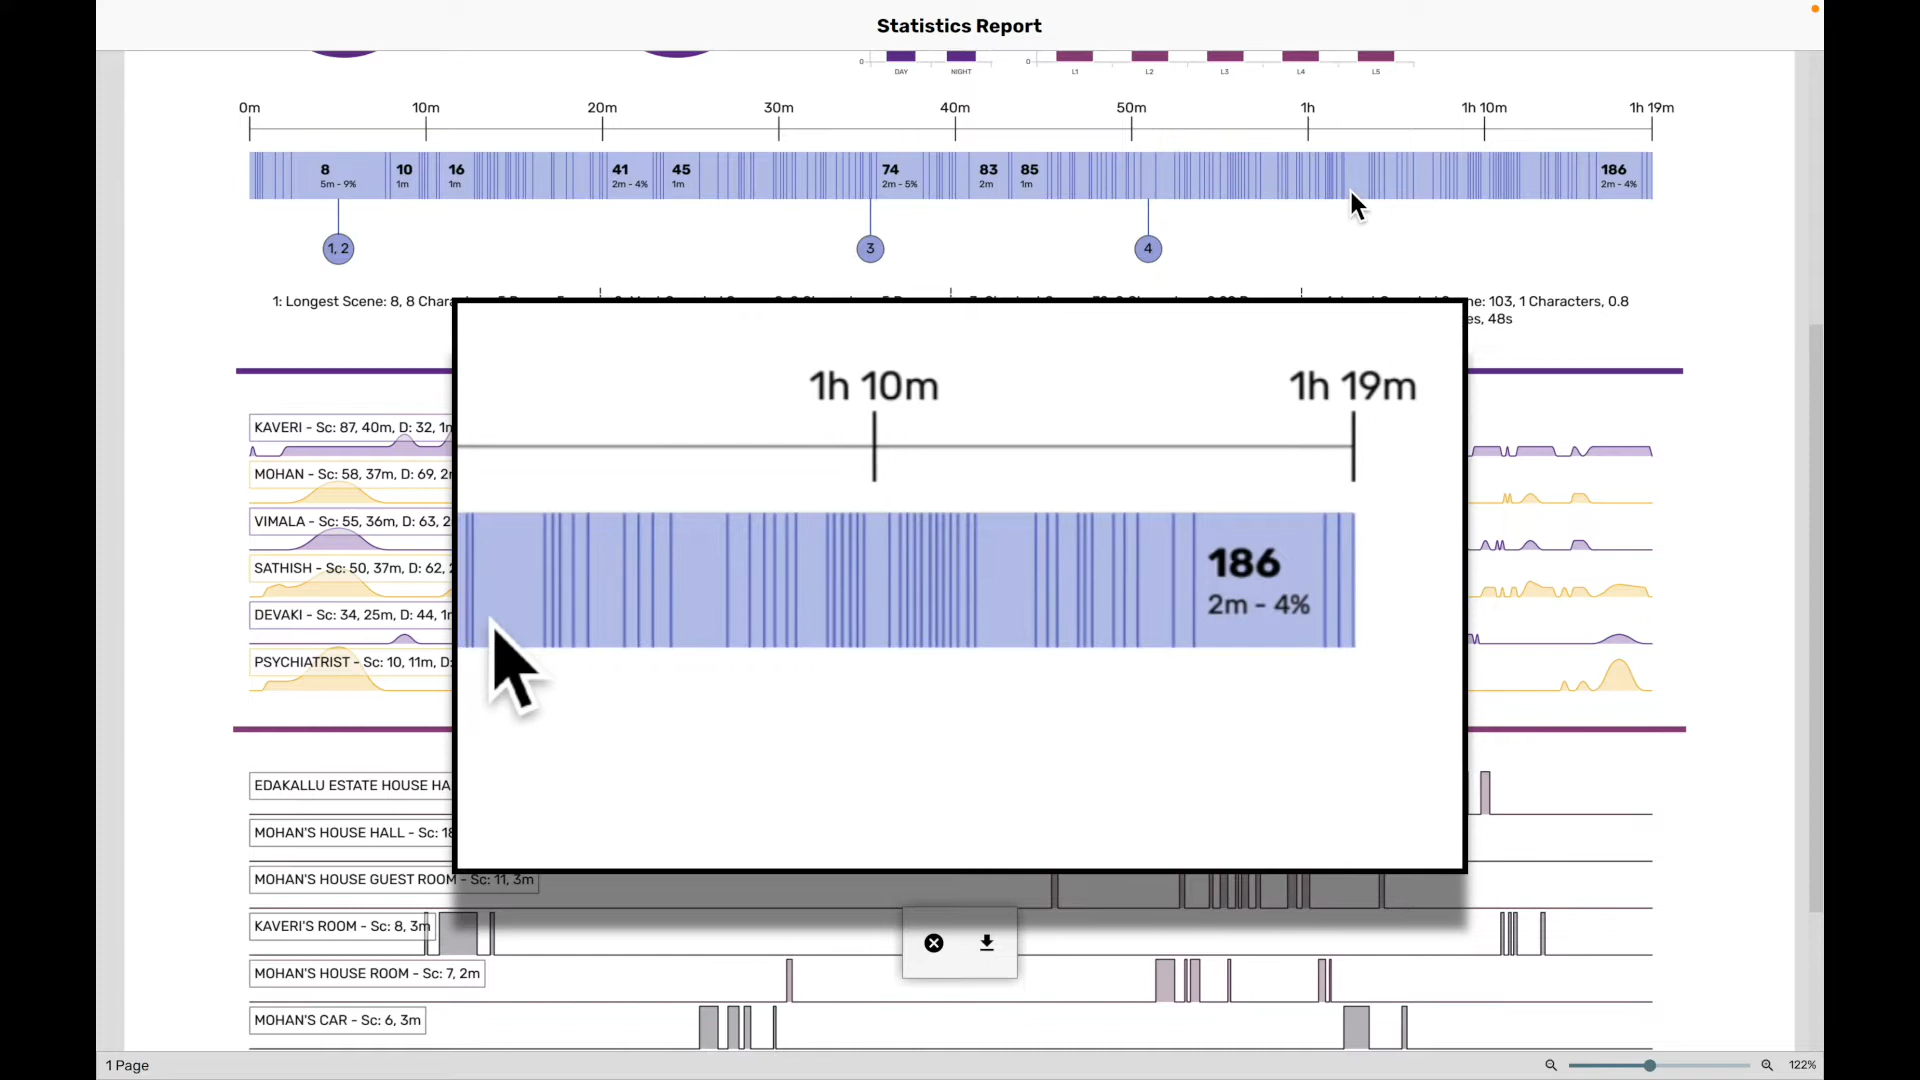 Statistics Report
0
DAY
NIGHT
0
L1
L2
L3
L4
L5
0m
10m
20m
30m
40m
50m
1h
1h 10m
1h 19m
8
5m - 9%
10
1m
16
1m
41
2m - 4%
45
1m
74
2m - 5%
83
2m
85
1m
186
2m - 4%
1, 2
3
4
1: Longest Scene: 8, 8 Chara
ne: 103, 1 Characters, 0.8
es, 48s
1h 10m
1h 19m
186
2m - 4%
KAVERI - Sc: 87, 40m, D: 32, 1m
MOHAN - Sc: 58, 37m, D: 69, 2
VIMALA - Sc: 55, 36m, D: 63, 2
SATHISH - Sc: 50, 37m, D: 62, 2
DEVAKI - Sc: 34, 25m, D: 44, 1m
PSYCHIATRIST - Sc: 10, 11m, D:
EDAKALLU ESTATE HOUSE HA
MOHAN'S HOUSE HALL - Sc: 18
MOHAN'S HOUSE GUEST ROOM - Sc: 11, 3m
KAVERI'S ROOM - Sc: 8, 3m
MOHAN'S HOUSE ROOM - Sc: 7, 2m
MOHAN'S CAR - Sc: 6, 3m
1 Page
122%